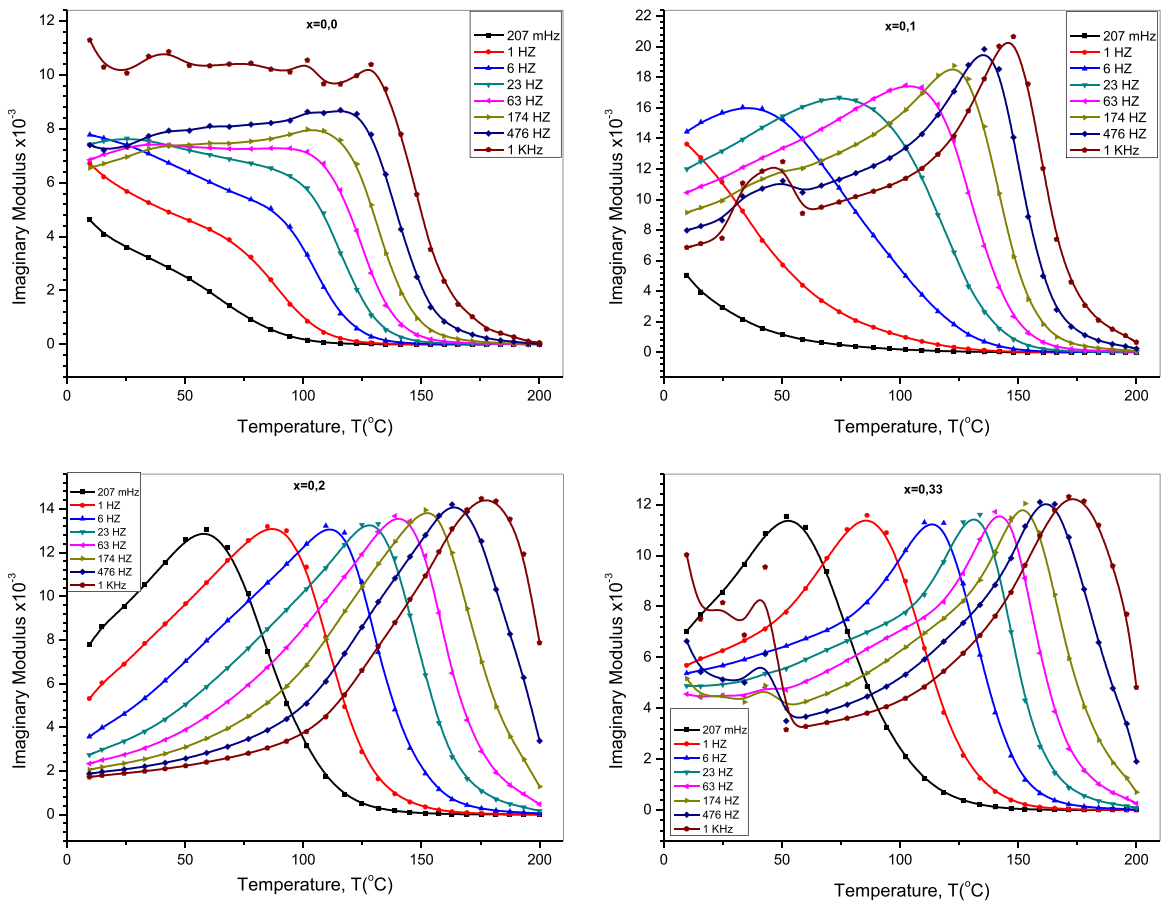 x=0,0
207 mHz
1 HZ
6 HZ
23 HZ
63 HZ
174 HZ
476 HZ
1 KHz
12
10
8
6
4
2
0
Imaginary Modulus x10-3
0 50 100 150 200
Temperature, T(oC)
x=0,1
207 mHz
1 HZ
6 HZ
23 HZ
63 HZ
174 HZ
476 HZ
1 KHz
22
20
18
16
14
12
10
8
6
4
2
0
Imaginary Modulus x10-3
0 50 100 150 200
Temperature, T(oC)
x=0,2
207 mHz
1 HZ
6 HZ
23 HZ
63 HZ
174 HZ
476 HZ
1 KHz
14
12
10
8
6
4
2
0
Imaginary Modulus x10-3
0 50 100 150 200
Temperature, T(oC)
x=0,33
12
10
8
6
4
2
0
Imaginary Modulus x10-3
207 mHz
1 HZ
6 HZ
23 HZ
63 HZ
174 HZ
476 HZ
1 KHz
0 50 100 150 200
Temperature, T(oC)